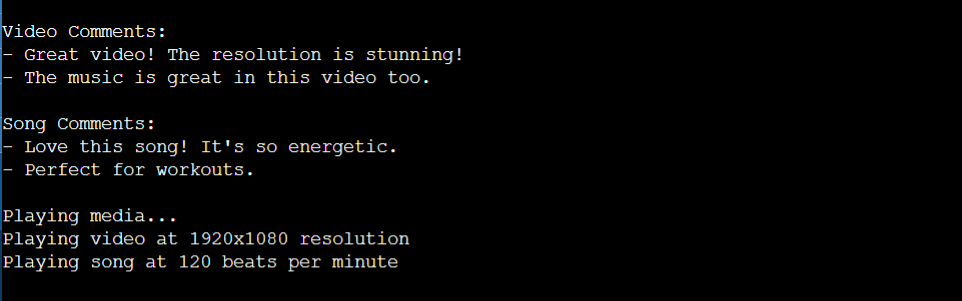 Video Comments:
- Great video! The resolution is stunning!
- The music is great in this video too.

Song Comments:
- Love this song! It's so energetic.
- Perfect for workouts.

Playing media...
Playing video at 1920x1080 resolution
Playing song at 120 beats per minute